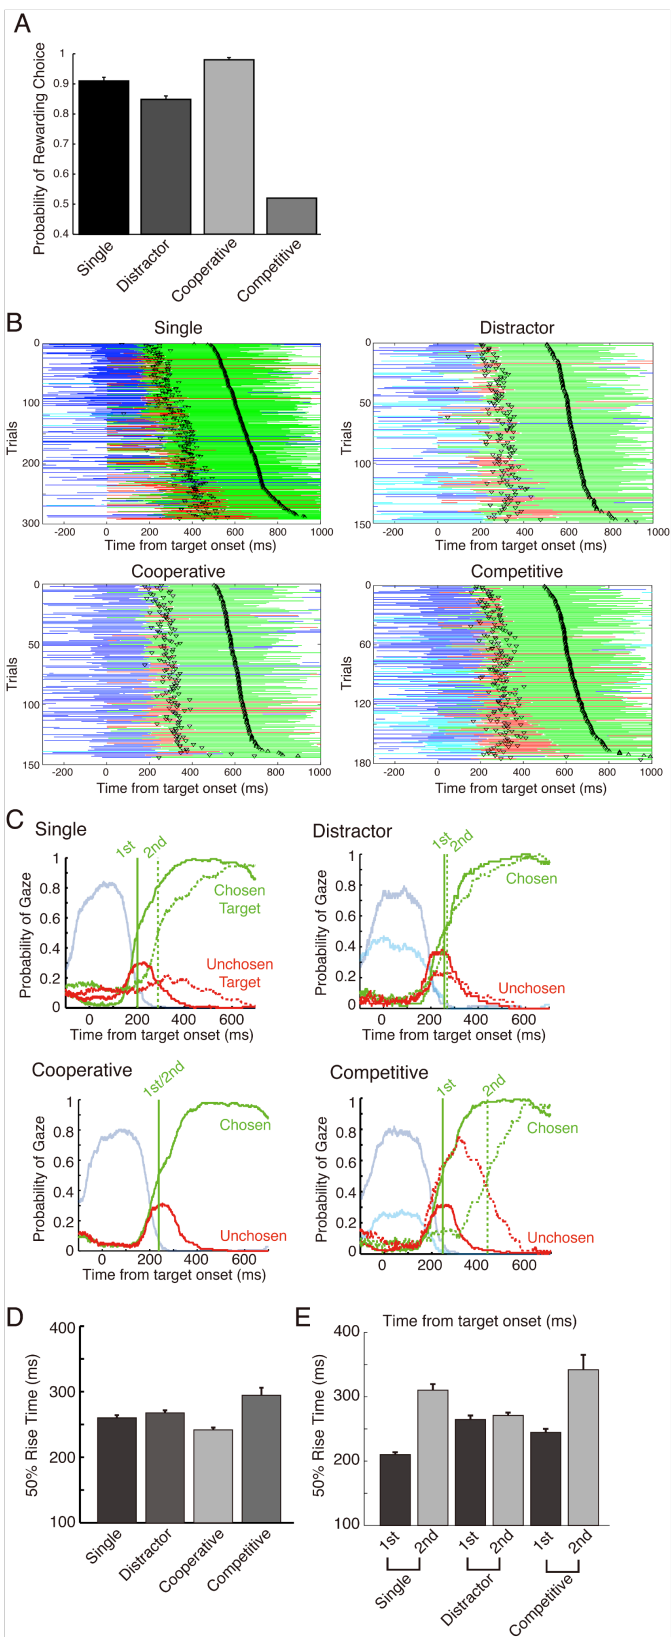 A
Probability of Rewarding Choice
1
0.9
0.8
0.7
0.6
0.5
0.4
Single
Distractor
Cooperative
Competitive
B
Single
Trials
0
100
200
300
-200 0 200 400 600 800 1000
Time from target onset (ms)
Distractor
Trials
0
50
100
150
-200 0 200 400 600 800 1000
Time from target onset (ms)
Cooperative
Trials
0
50
100
150
-200 0 200 400 600 800 1000
Time from target onset (ms)
Competitive
Trials
0
60
120
180
-200 0 200 400 600 800 1000
Time from target onset (ms)
C
Single
1st 2nd
Probability of Gaze
1
0.8
0.6
0.4
0.2
0
Chosen
Target
Unchosen
Target
0 200 400 600
Time from target onset (ms)
Distractor
1st
2nd
Probability of Gaze
1
0.8
0.6
0.4
0.2
0
Chosen
Unchosen
0 200 400 600
Time from target onset (ms)
Cooperative
1st/2nd
Probability of Gaze
1
0.8
0.6
0.4
0.2
0
Chosen
Unchosen
0 200 400 600
Time from target onset (ms)
Competitive
1st 2nd
Probability of Gaze
1
0.8
0.6
0.4
0.2
0
Chosen
Unchosen
0 200 400 600
Time from target onset (ms)
D
50% Rise Time (ms)
400
300
200
100
Single
Distractor
Cooperative
Competitive
E
50% Rise Time (ms)
400
300
200
100
1st 2nd 1st 2nd 1st 2nd
Single
Distractor
Competitive